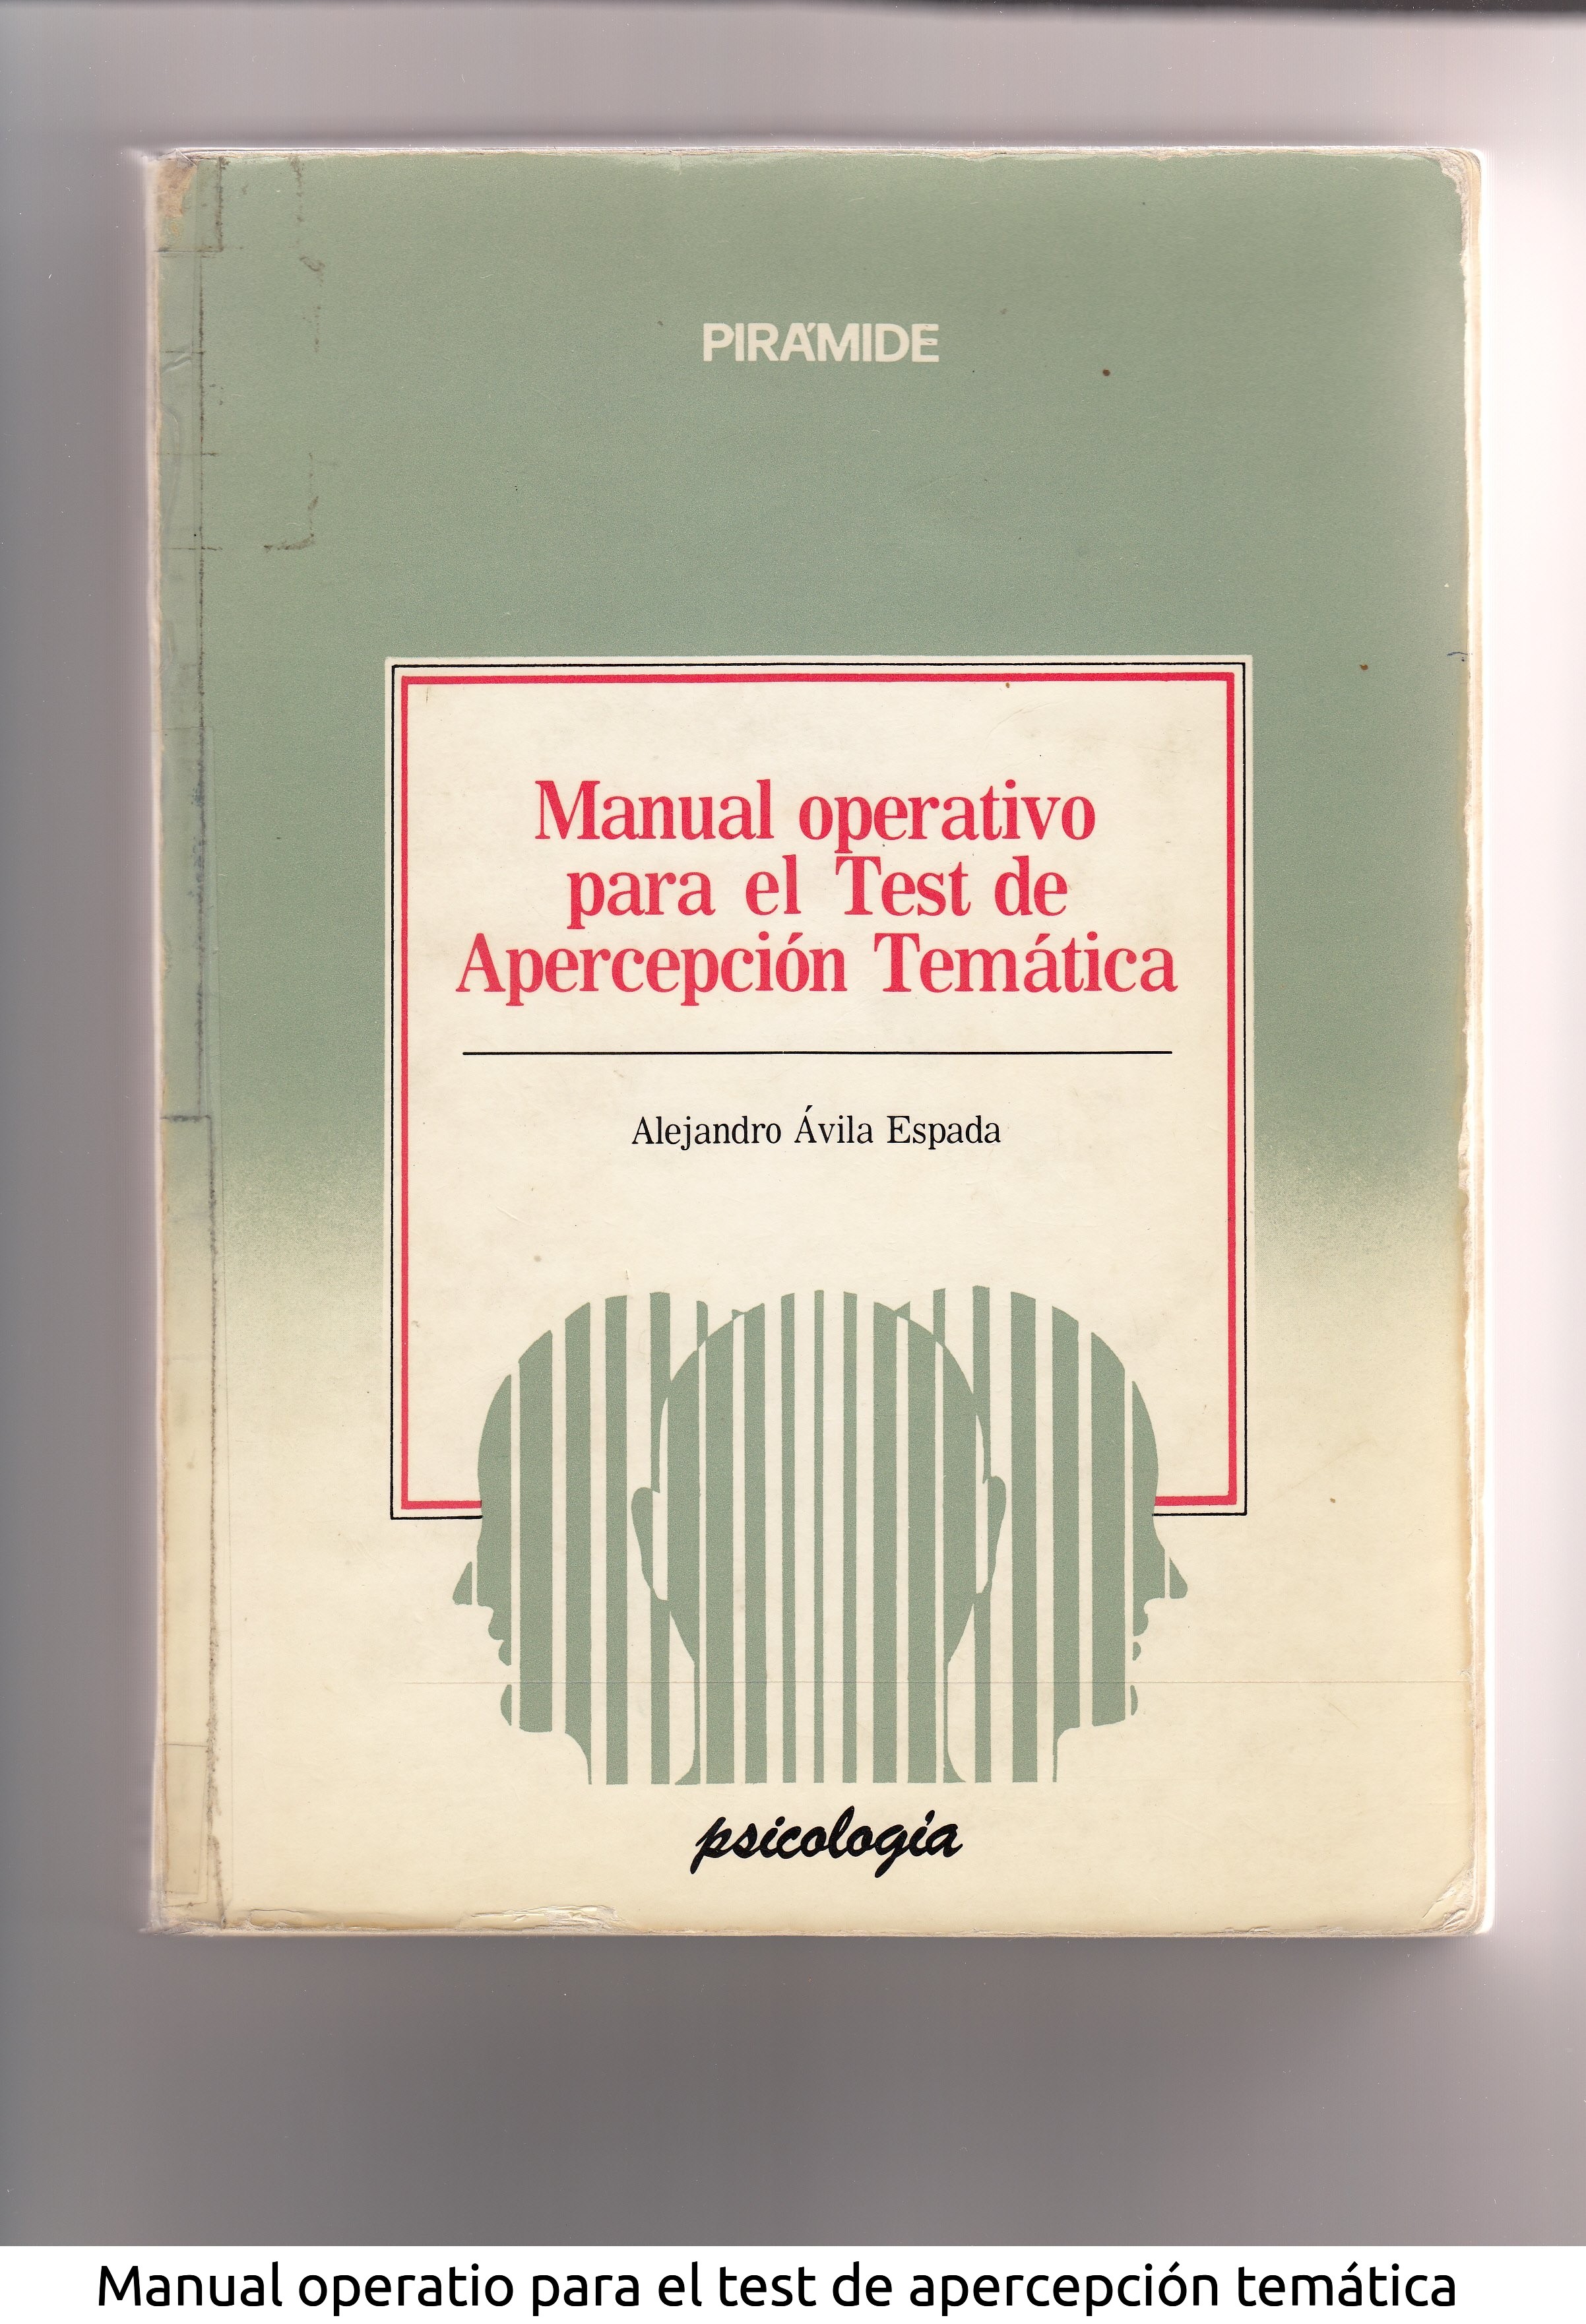 PIRÁMIDE
Manual operativo
para el Test de
Apercepción Temática
Alejandro Ávila Espada
psicología
Manual operatio para el test de apercepción temática